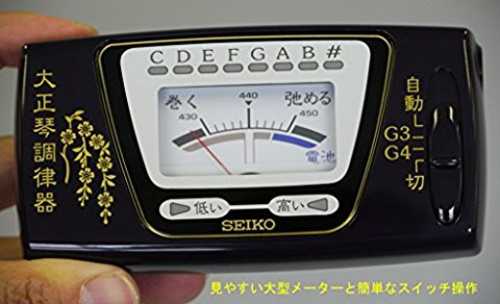 C D E F G A B #
大正琴調律器
巻く 440 弛める
430 450
電池
低い 高い
SEIKO
自動
G3
G4
切
見やすい大型メーターと簡単なスイッチ操作